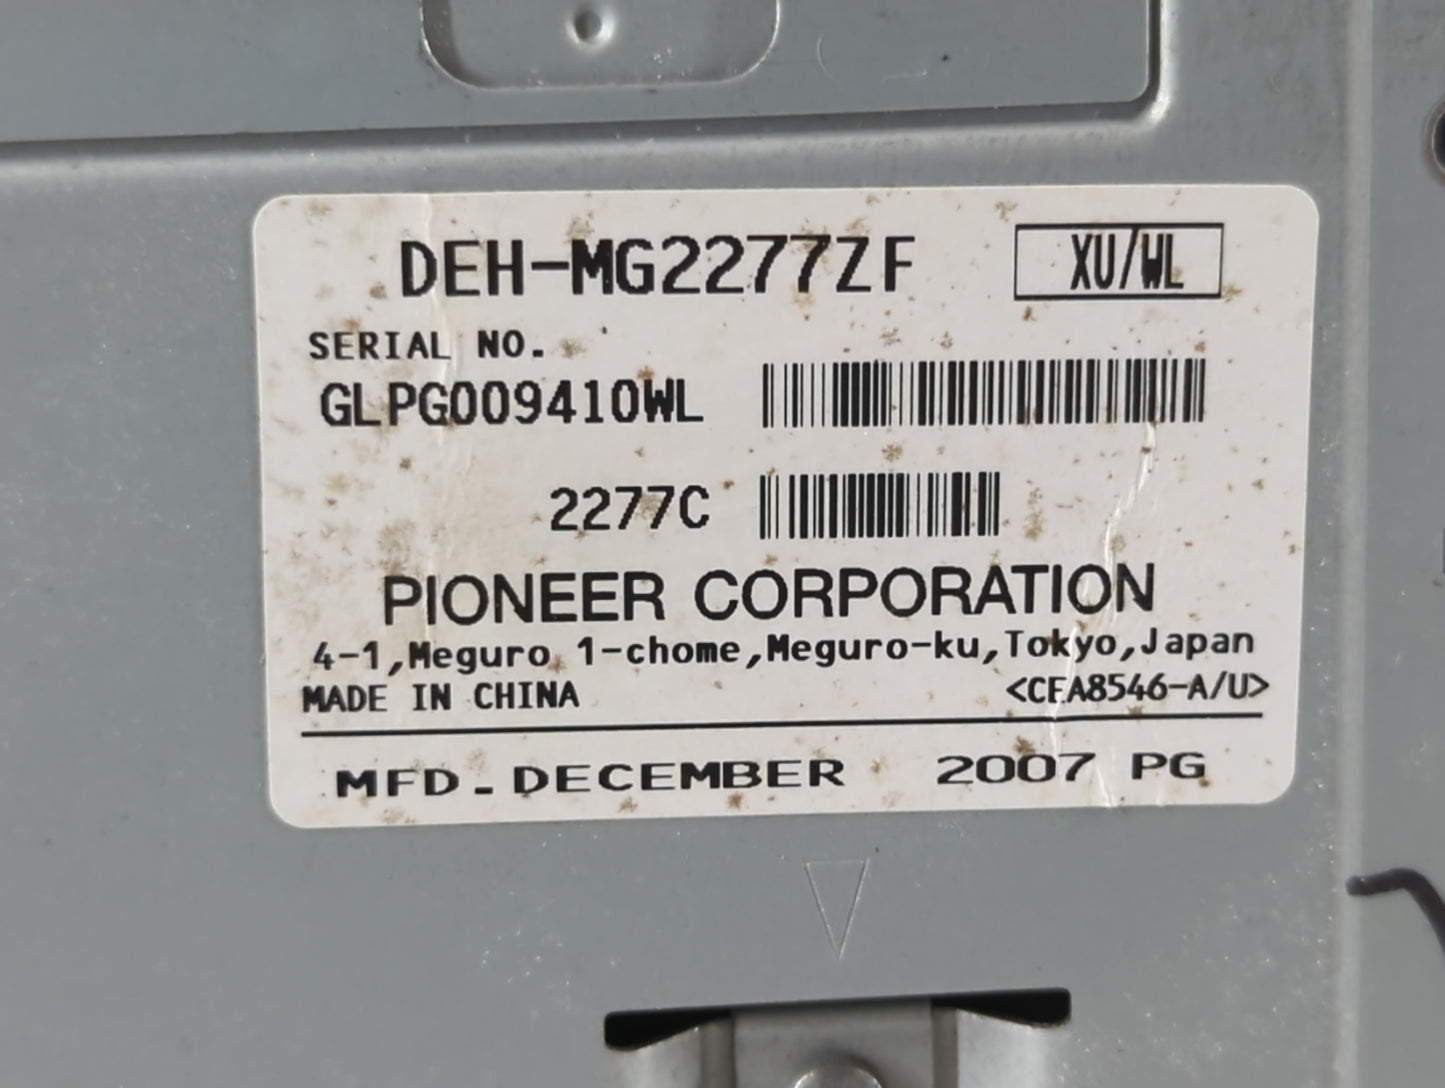 DEH-MG2277ZF XU/WL
SERIAL NO.
GLPG009410WL
2277C
PIONEER CORPORATION
4-1,Meguro 1-chome,Meguro-ku,Tokyo,Japan
MADE IN CHINA <CEA8546-A/U>
MFD. DECEMBER 2007 PG